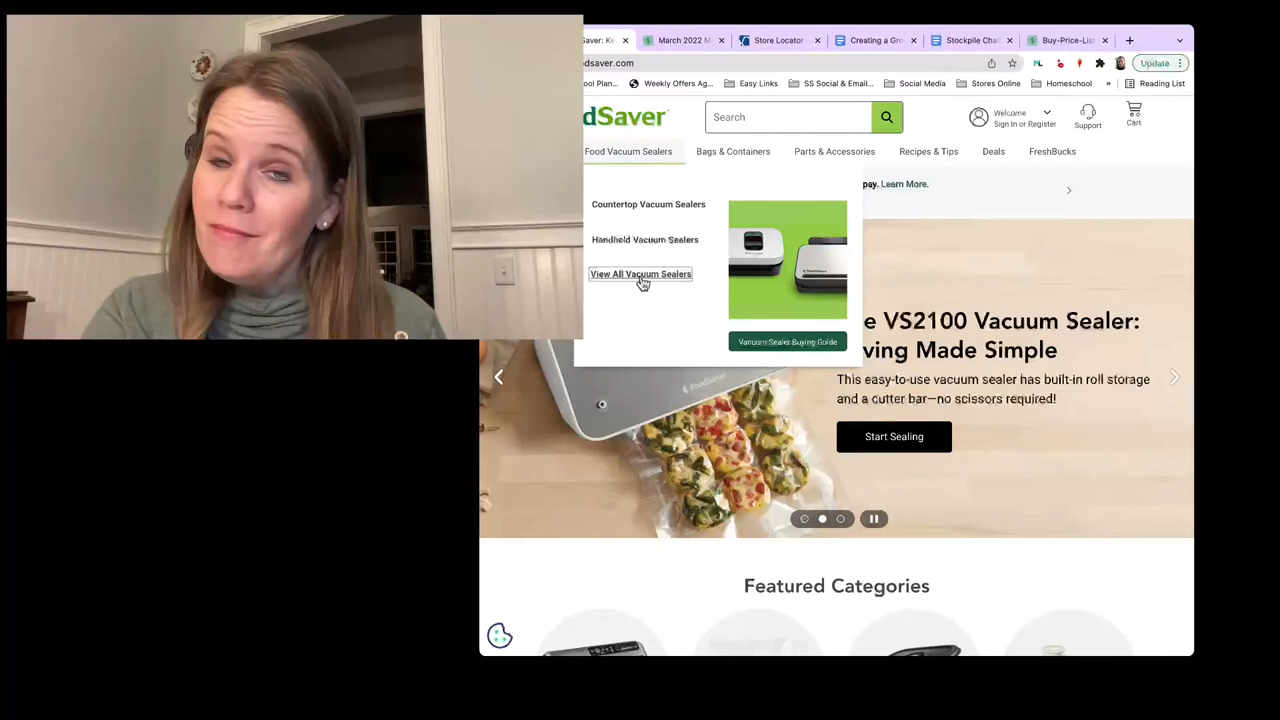 Saver: Ke
March 2022 M
Store Locator
Creating a Gro
Stockpile Chal
Buy-Price-List
dsaver.com
Update
ool Plan...
Weekly Offers Ag...
Easy Links
SS Social & Email...
Social Media
Stores Online
Homeschool
»
Reading List
dSaver
Search
Welcome
Sign In or Register
Support
Cart
Food Vacuum Sealers
Bags & Containers
Parts & Accessories
Recipes & Tips
Deals
FreshBucks
pay. Learn More.
Countertop Vacuum Sealers
Handheld Vacuum Sealers
View All Vacuum Sealers
Vacuum Sealer Buying Guide
e VS2100 Vacuum Sealer:
ving Made Simple
This easy-to-use vacuum sealer has built-in roll storage
and a cutter bar—no scissors required!
Start Sealing
FoodSaver
Featured Categories